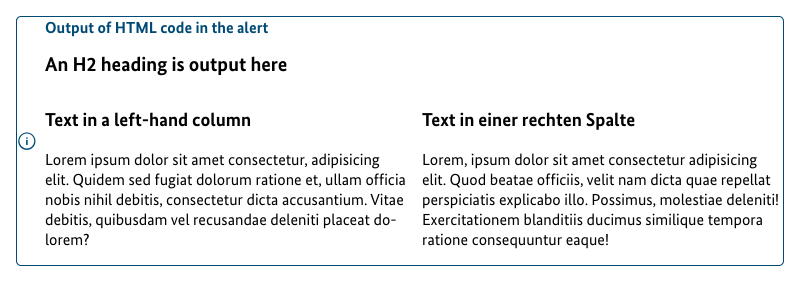 Output of HTML code in the alert
An H2 heading is output here
Text in a left-hand column
Lorem ipsum dolor sit amet consectetur, adipisicing
elit. Quidem sed fugiat dolorum ratione et, ullam officia
nobis nihil debitis, consectetur dicta accusantium. Vitae
debitis, quibusdam vel recusandae deleniti placeat do-
lorem?
Text in einer rechten Spalte
Lorem, ipsum dolor sit amet consectetur adipisicing
elit. Quod beatae officiis, velit nam dicta quae repellat
perspiciatis explicabo illo. Possimus, molestiae deleniti!
Exercitationem blanditiis ducimus similique tempora
ratione consequuntur eaque!